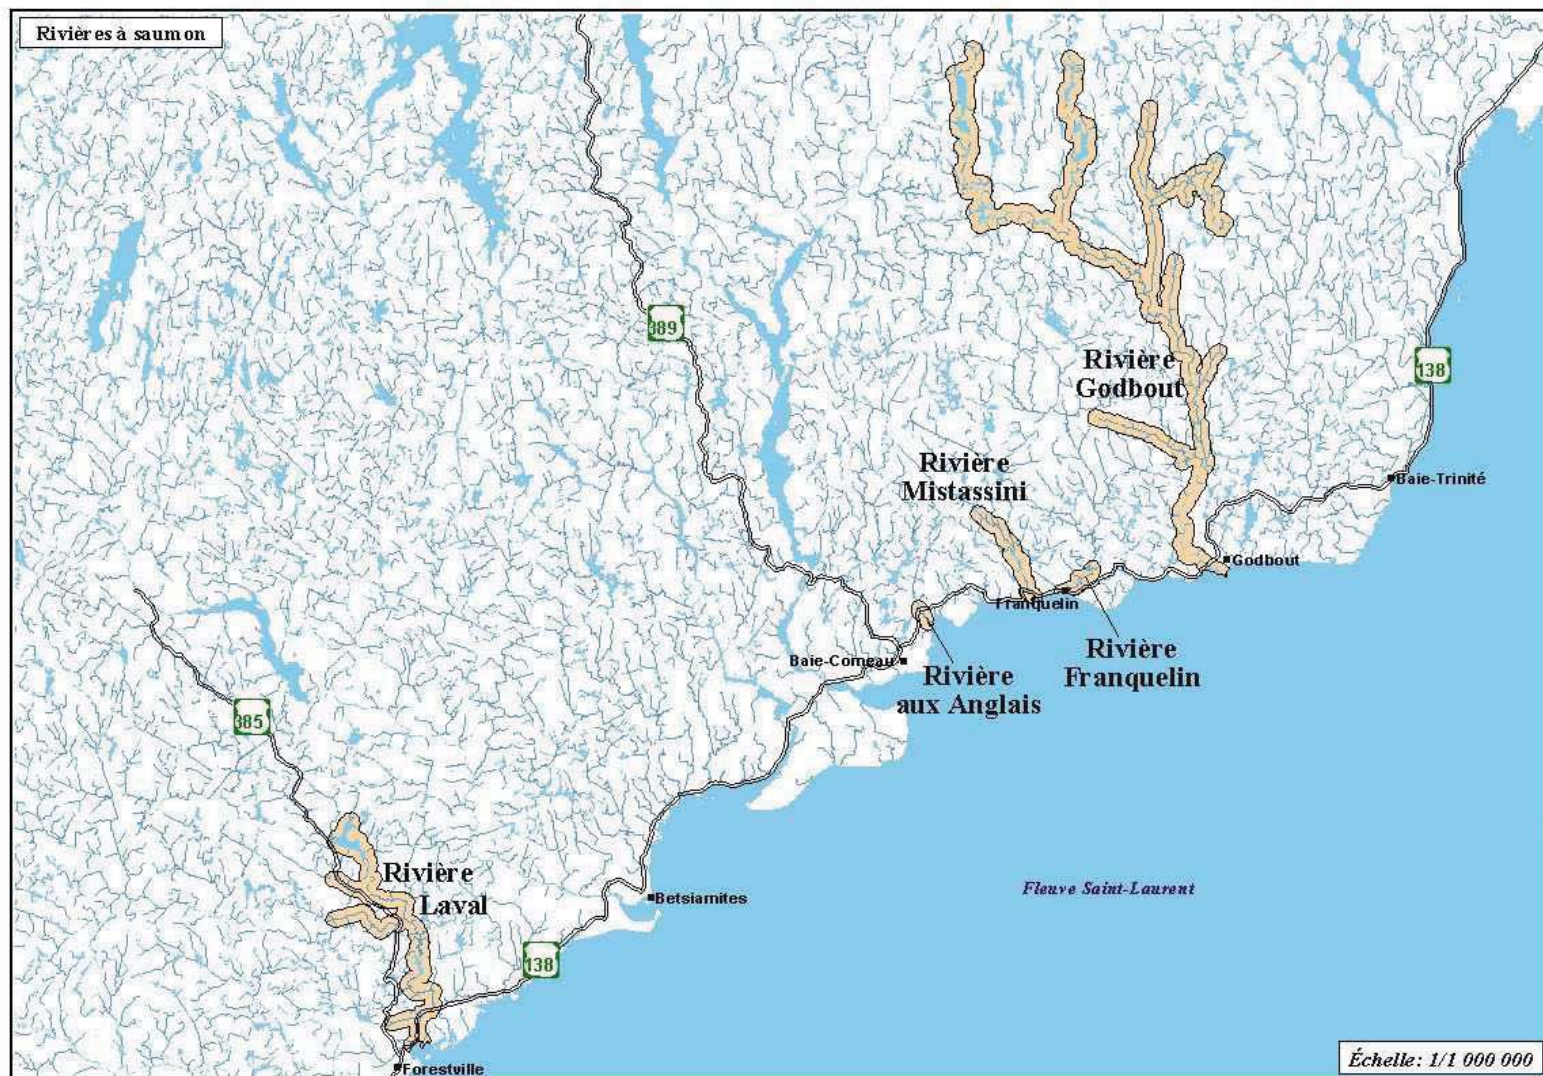 Rivières à saumon
389
138
Rivière
Godbout
Rivière
Mistassini
Baie-Trinité
Godbout
Franquelin
Baie-Comeau
Rivière
aux Anglais
Rivière
Franquelin
385
Rivière
Laval
Betsiamites
Fleuve Saint-Laurent
138
Forestville
Échelle: 1/1 000 000